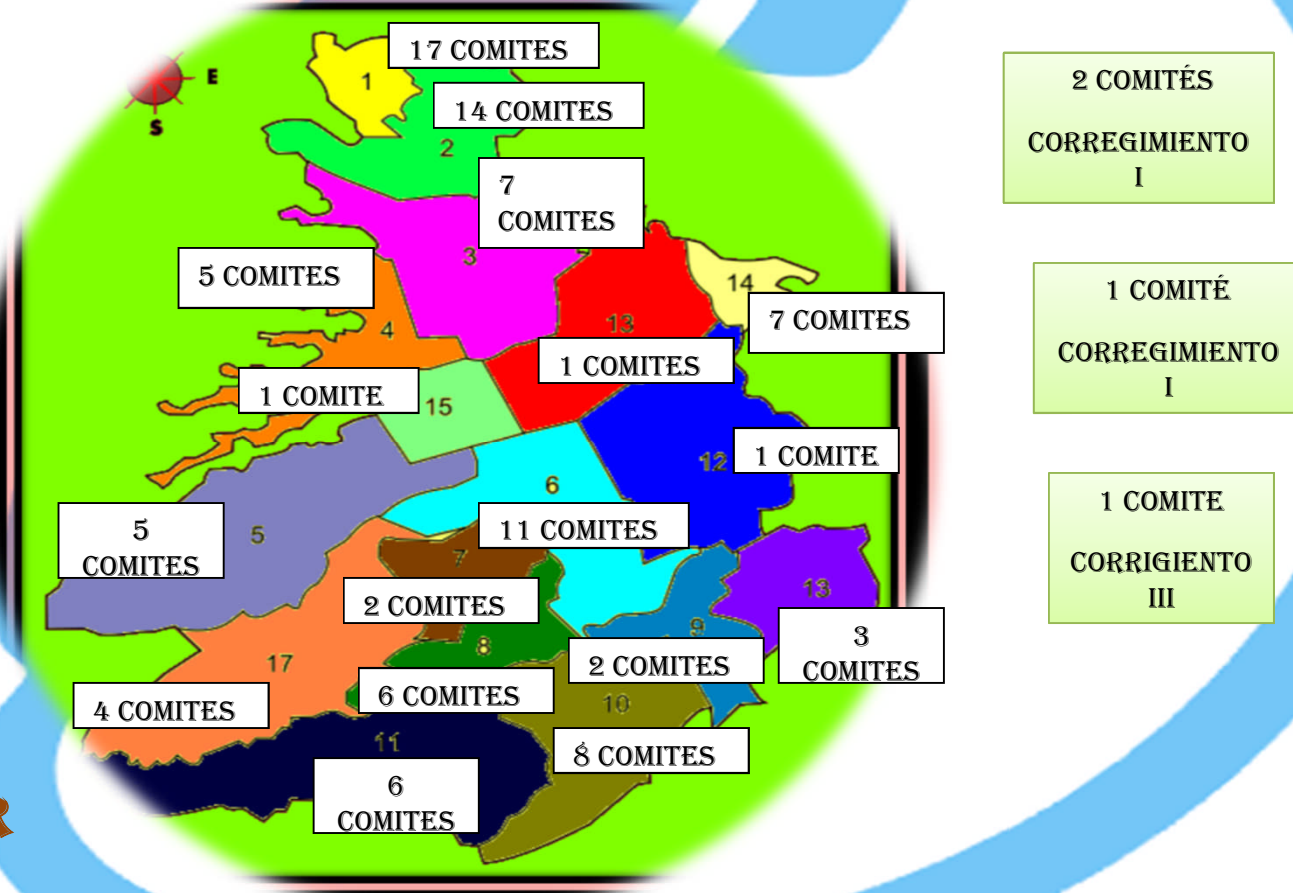 17 COMITES
1
E
14 COMITES
S
2
7
COMITES
3
5 COMITES
14
7 COMITES
4
13
1 COMITES
1 COMITE
15
12
1 COMITE
6
5
COMITES
5
11 COMITES
7
2 COMITES
13
8
9
3
COMITES
17
2 COMITES
4 COMITES
6 COMITES
10
11
8 COMITES
6
COMITES
R
2 COMITÉS
CORREGIMIENTO
I
1 COMITÉ
CORREGIMIENTO
I
1 COMITE
CORRIGIENTO
III